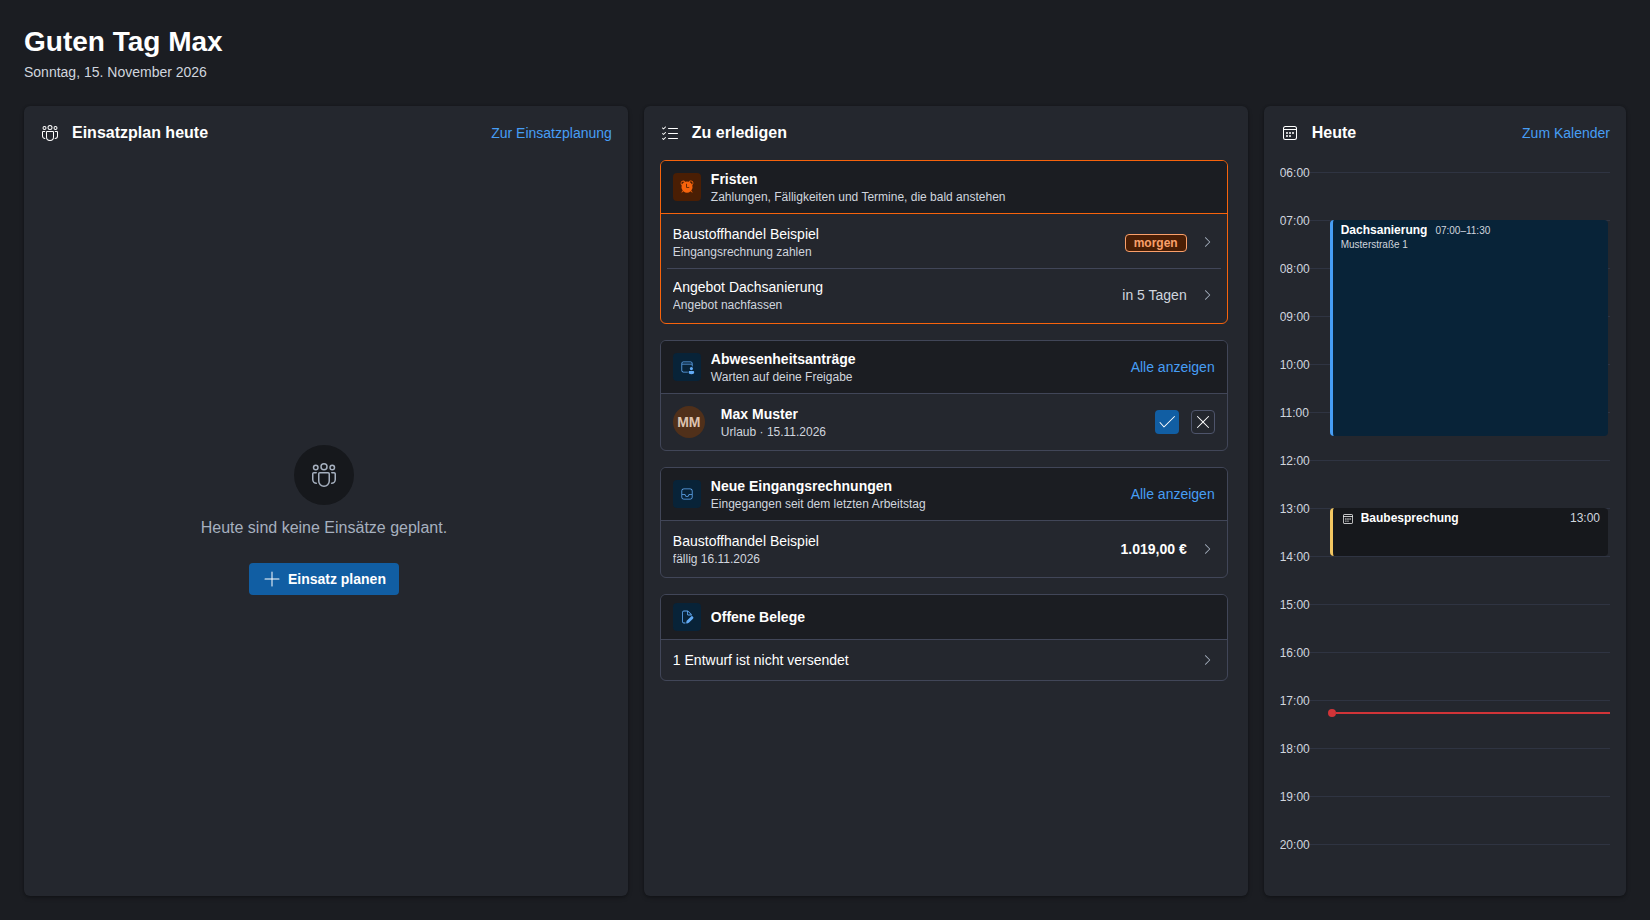 Guten Tag Max
Sonntag, 15. November 2026
Einsatzplan heute
Zur Einsatzplanung
Heute sind keine Einsätze geplant.
Einsatz planen
Zu erledigen
Fristen
Zahlungen, Fälligkeiten und Termine, die bald anstehen
Baustoffhandel Beispiel
Eingangsrechnung zahlen
morgen
Angebot Dachsanierung
Angebot nachfassen
in 5 Tagen
Abwesenheitsanträge
Warten auf deine Freigabe
Alle anzeigen
MM
Max Muster
Urlaub · 15.11.2026
Neue Eingangsrechnungen
Eingegangen seit dem letzten Arbeitstag
Alle anzeigen
Baustoffhandel Beispiel
fällig 16.11.2026
1.019,00 €
Offene Belege
1 Entwurf ist nicht versendet
Heute
Zum Kalender
06:00
07:00
Dachsanierung 07:00–11:30
Musterstraße 1
08:00
09:00
10:00
11:00
12:00
13:00
Baubesprechung 13:00
14:00
15:00
16:00
17:00
18:00
19:00
20:00